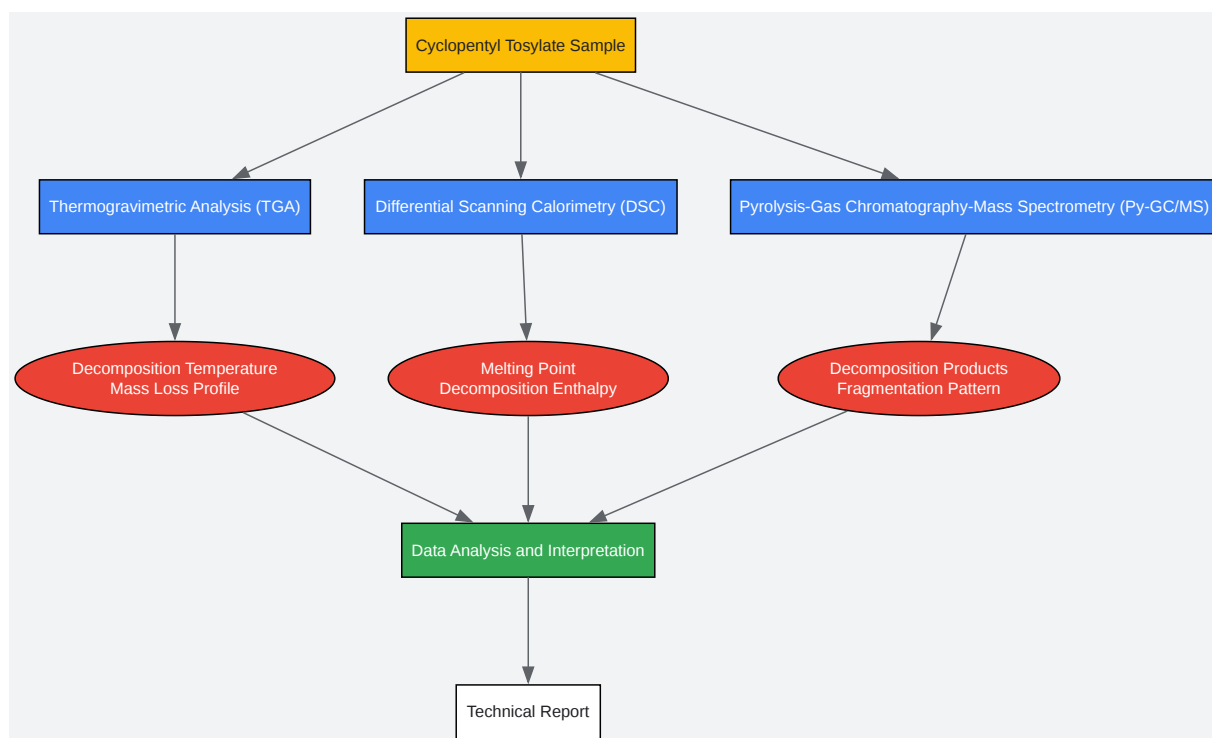 Cyclopentyl Tosylate Sample
Thermogravimetric Analysis (TGA)
Differential Scanning Calorimetry (DSC)
Pyrolysis-Gas Chromatography-Mass Spectrometry (Py-GC/MS)
Decomposition Temperature
Mass Loss Profile
Melting Point
Decomposition Enthalpy
Decomposition Products
Fragmentation Pattern
Data Analysis and Interpretation
Technical Report